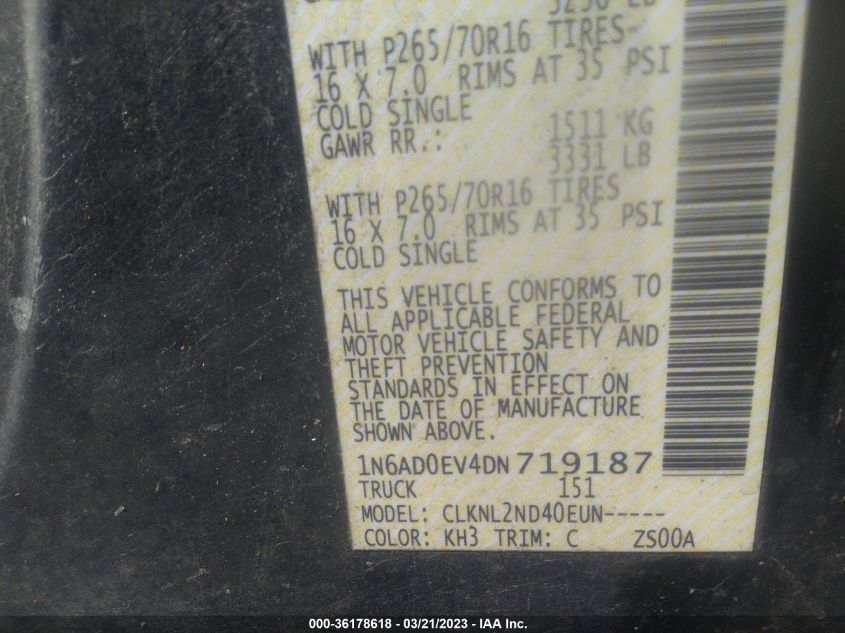 WITH P265/70R16 TIRES
16 X 7.0 RIMS AT 35 PSI
COLD SINGLE
GAWR RR.: 1511 KG
3331 LB
WITH P265/70R16 TIRES
16 X 7.0 RIMS AT 35 PSI
COLD SINGLE
THIS VEHICLE CONFORMS TO
ALL APPLICABLE FEDERAL
MOTOR VEHICLE SAFETY AND
THEFT PREVENTION
STANDARDS IN EFFECT ON
THE DATE OF MANUFACTURE
SHOWN ABOVE.
1N6AD0EV4DN719187
TRUCK 151
MODEL: CLKNL2ND40EUN-----
COLOR: KH3 TRIM: C ZS00A
000-36178618 / 03/21/2023 - IAA Inc.